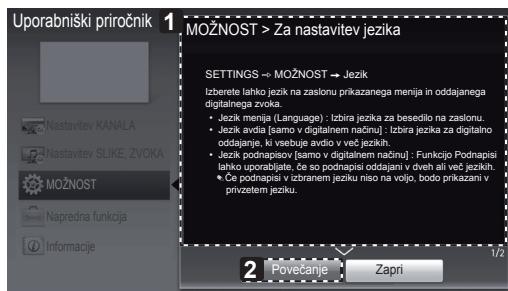 Uporabniški priročnik
1
MOŽNOST > Za nastavitev jezika
SETTINGS ⇨ MOŽNOST → Jezik
Izberete lahko jezik na zaslonu prikazanega menija in oddajanega
digitalnega zvoka.
• Jezik menija (Language) : Izbira jezika za besedilo na zaslonu.
• Jezik avdia [samo v digitalnem načinu] : Izbira jezika za digitalno
oddajanje, ki vsebuje avdio v več jezikih.
• Jezik podnapisov [samo v digitalnem načinu] : Funkcijo Podnapisi
lahko uporabljate, če so podnapisi oddajani v dveh ali več jezikih.
Če podnapisi v izbranem jeziku niso na voljo, bodo prikazani v
privzetem jeziku.
Nastavitev KANALA
Nastavitev SLIKE, ZVOKA
MOŽNOST
Napredna funkcija
Informacije
1/2
2
Povečanje
Zapri